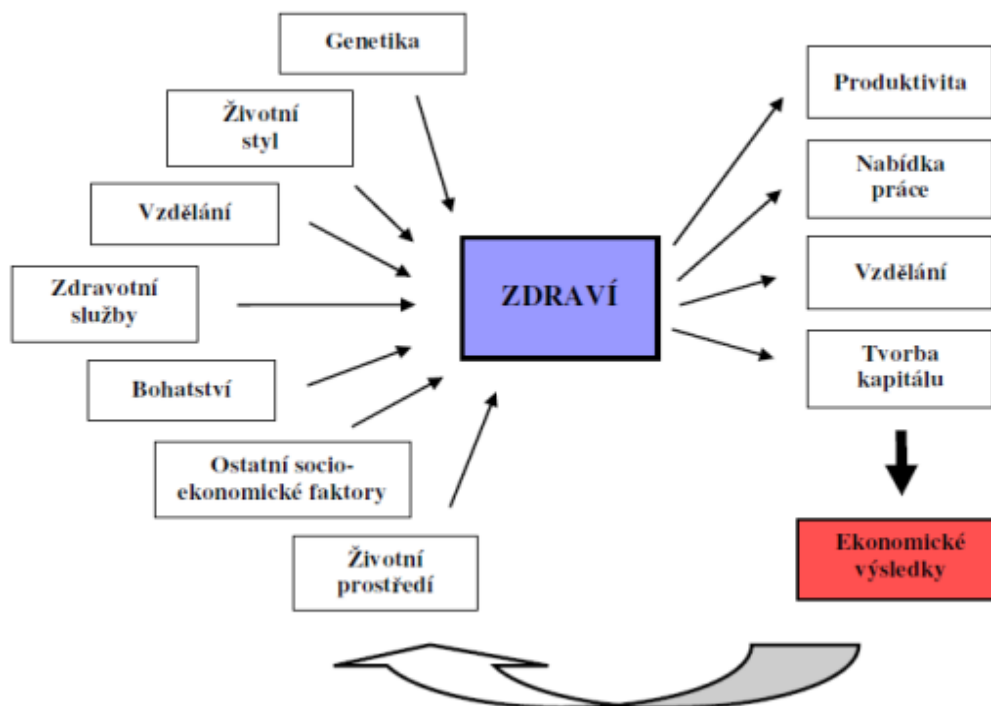 Genetika
Životní
styl
Vzdělání
Zdravotní
služby
Bohatství
Ostatní socio-
ekonomické faktory
Životní
prostředí
ZDRAVÍ
Produktivita
Nabídka
práce
Vzdělání
Tvorba
kapitálu
Ekonomické
výsledky